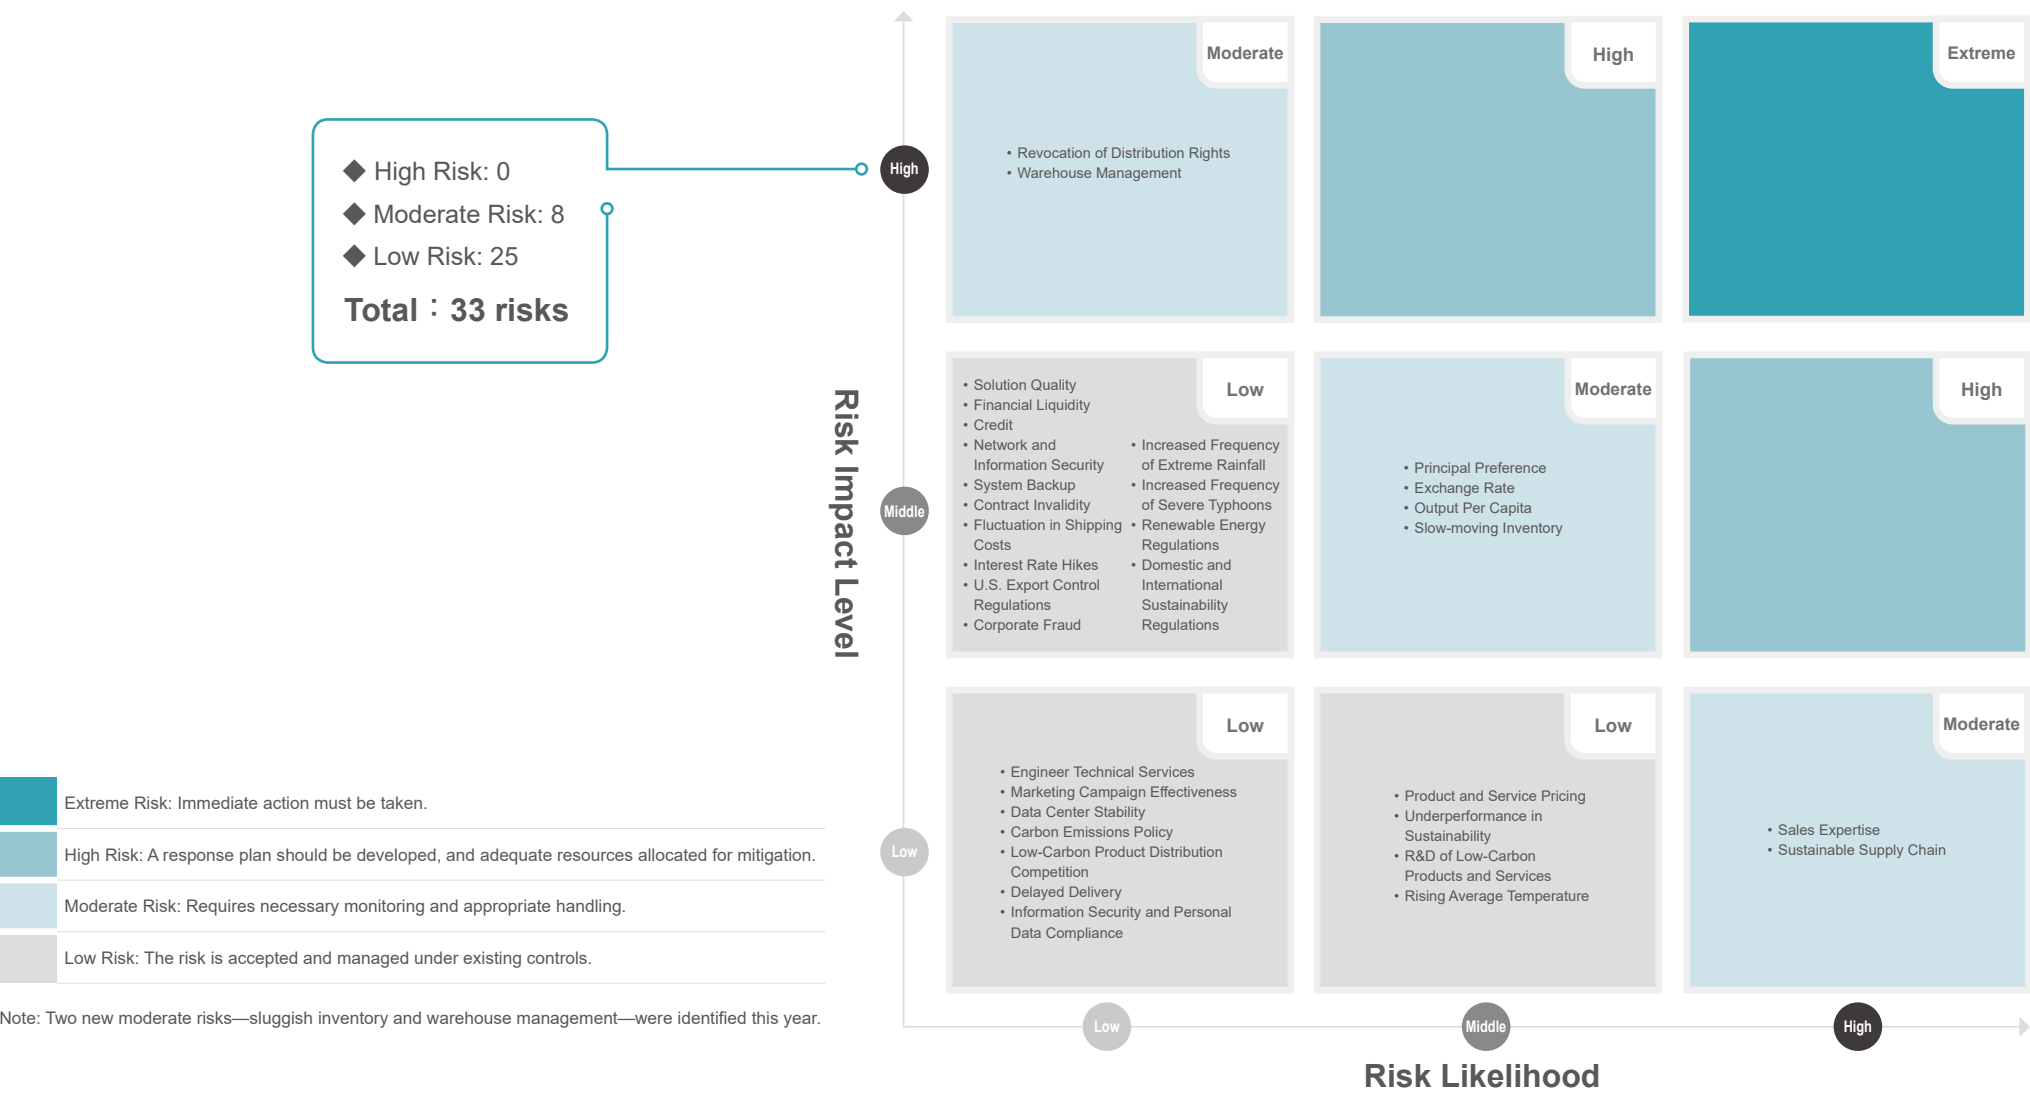 ◆ High Risk: 0
◆ Moderate Risk: 8
◆ Low Risk: 25
Total：33 risks
Risk Impact Level
High
Middle
Low
Moderate
• Revocation of Distribution Rights
• Warehouse Management
High
Extreme
Low
• Solution Quality
• Financial Liquidity
• Credit
• Network and
Information Security
• System Backup
• Contract Invalidity
• Fluctuation in Shipping
Costs
• Interest Rate Hikes
• U.S. Export Control
Regulations
• Corporate Fraud
• Increased Frequency
of Extreme Rainfall
• Increased Frequency
of Severe Typhoons
• Renewable Energy
Regulations
• Domestic and
International
Sustainability
Regulations
Moderate
• Principal Preference
• Exchange Rate
• Output Per Capita
• Slow-moving Inventory
High
Low
• Engineer Technical Services
• Marketing Campaign Effectiveness
• Data Center Stability
• Carbon Emissions Policy
• Low-Carbon Product Distribution
Competition
• Delayed Delivery
• Information Security and Personal
Data Compliance
Low
• Product and Service Pricing
• Underperformance in
Sustainability
• R&D of Low-Carbon
Products and Services
• Rising Average Temperature
Moderate
• Sales Expertise
• Sustainable Supply Chain
Low
Middle
High
Risk Likelihood
Extreme Risk: Immediate action must be taken.
High Risk: A response plan should be developed, and adequate resources allocated for mitigation.
Moderate Risk: Requires necessary monitoring and appropriate handling.
Low Risk: The risk is accepted and managed under existing controls.
Note: Two new moderate risks—sluggish inventory and warehouse management—were identified this year.